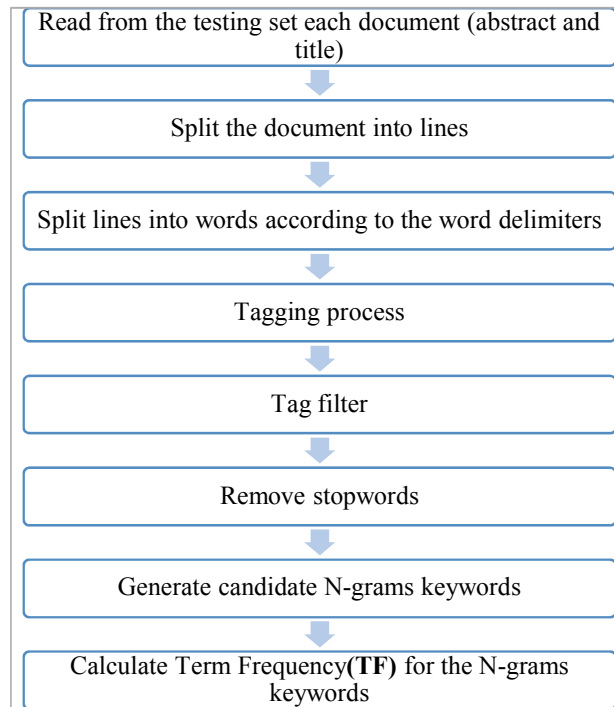 Read from the testing set each document (abstract and
title)
Split the document into lines
Split lines into words according to the word delimiters
Tagging process
Tag filter
Remove stopwords
Generate candidate N-grams keywords
Calculate Term Frequency(TF) for the N-grams
keywords